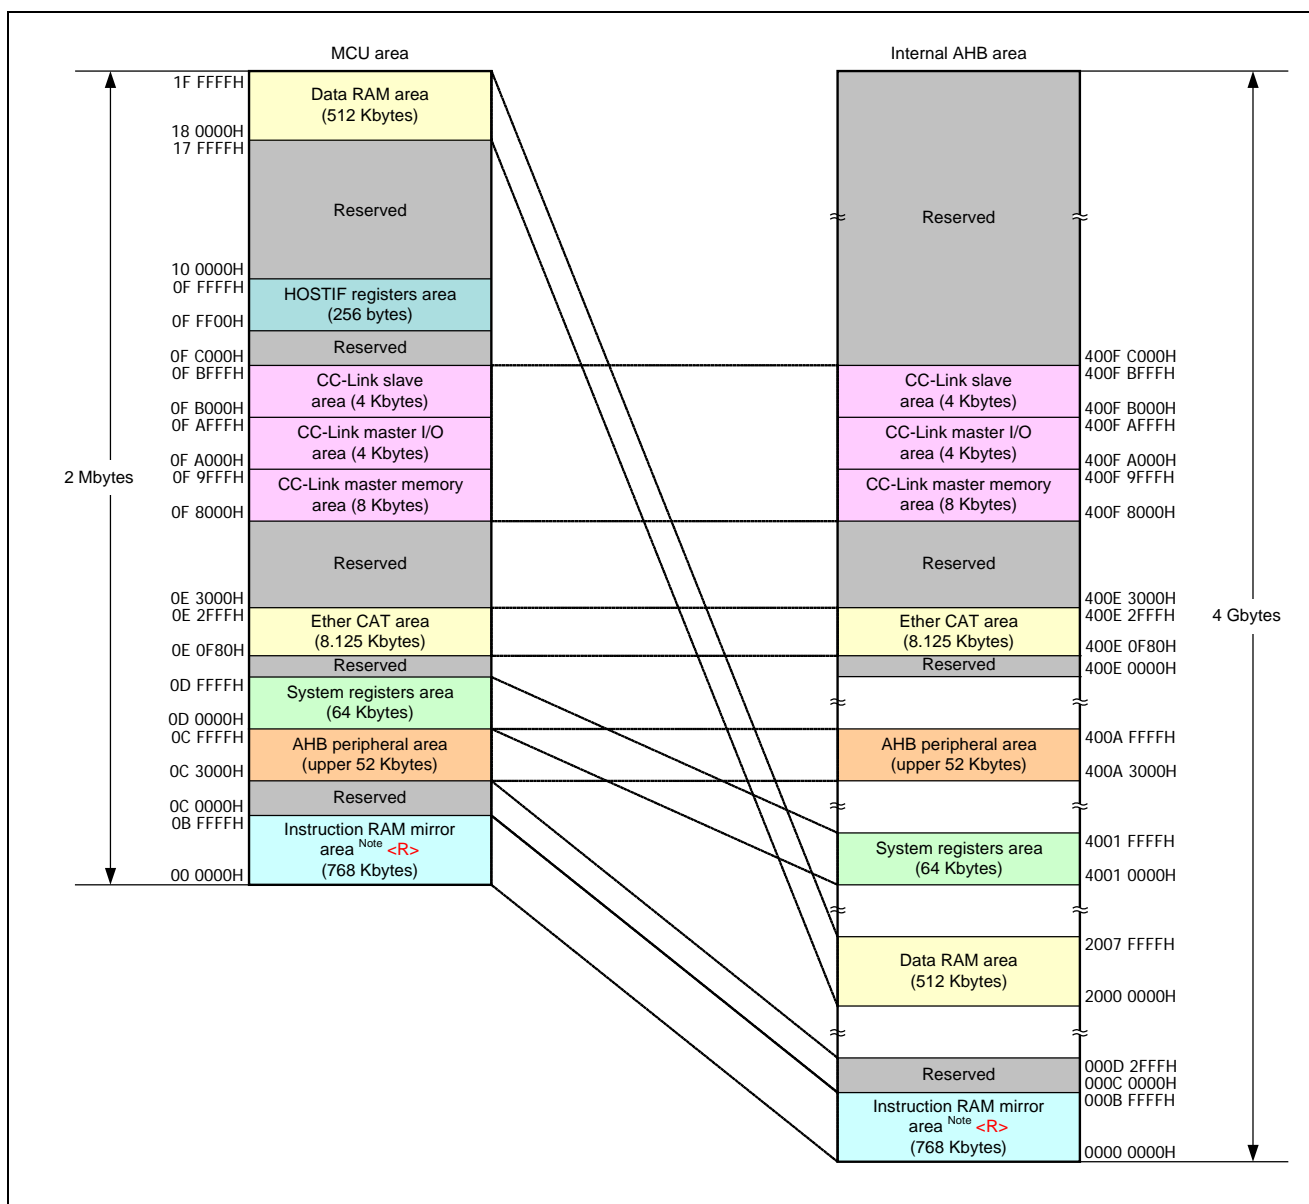 MCU area
Internal AHB area
1F FFFFH
Data RAM area
(512 Kbytes)
18 0000H
17 FFFFH
Reserved
10 0000H
0F FFFFH
HOSTIF registers area
(256 bytes)
0F FF00H
Reserved
0F C000H
0F BFFFH
CC-Link slave
area (4 Kbytes)
0F B000H
0F AFFFH
CC-Link master I/O
area (4 Kbytes)
0F A000H
0F 9FFFH
CC-Link master memory
area (8 Kbytes)
0F 8000H
Reserved
0E 3000H
0E 2FFFH
Ether CAT area
(8.125 Kbytes)
0E 0F80H
Reserved
0D FFFFH
System registers area
(64 Kbytes)
0D 0000H
0C FFFFH
AHB peripheral area
(upper 52 Kbytes)
0C 3000H
Reserved
0C 0000H
0B FFFFH
Instruction RAM mirror
area Note <R>
(768 Kbytes)
00 0000H
2 Mbytes
Reserved
400F C000H
400F BFFFH
CC-Link slave
area (4 Kbytes)
400F B000H
400F AFFFH
CC-Link master I/O
area (4 Kbytes)
400F A000H
400F 9FFFH
CC-Link master memory
area (8 Kbytes)
400F 8000H
Reserved
400E 3000H
400E 2FFFH
Ether CAT area
(8.125 Kbytes)
400E 0F80H
Reserved
400E 0000H
AHB peripheral area
(upper 52 Kbytes)
400A FFFFH
400A 3000H
System registers area
(64 Kbytes)
4001 FFFFH
4001 0000H
Data RAM area
(512 Kbytes)
2007 FFFFH
2000 0000H
Reserved
000D 2FFFH
000C 0000H
000B FFFFH
Instruction RAM mirror
area Note <R>
(768 Kbytes)
0000 0000H
4 Gbytes